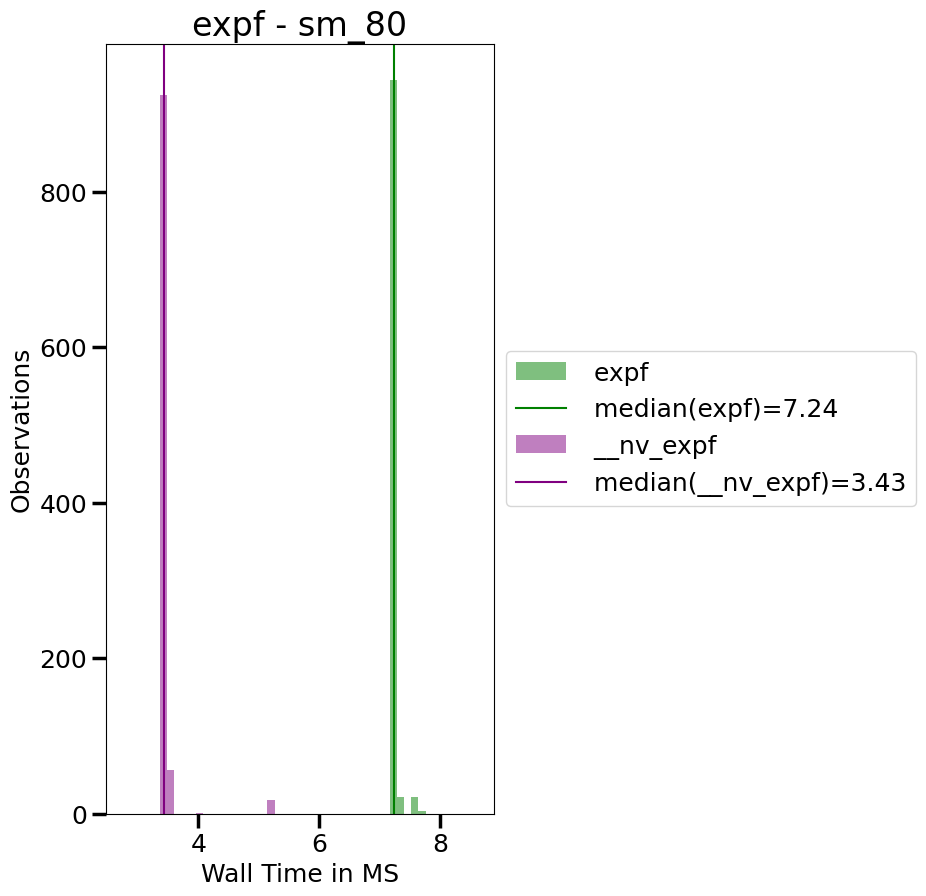 expf - sm_80
800
600
400
200
0
Observations
4 6 8
Wall Time in MS
expf
median(expf)=7.24
__nv_expf
median(__nv_expf)=3.43